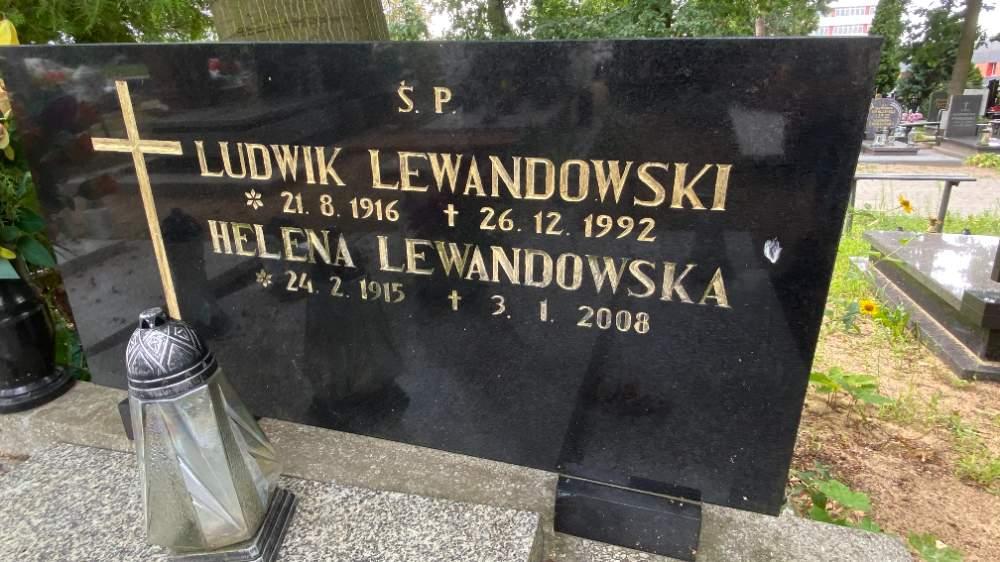 Ś. P.
LUDWIK LEWANDOWSKI
* 21. 8. 1916 † 26. 12. 1992
HELENA LEWANDOWSKA
* 24. 2. 1915 † 3. 1. 2008